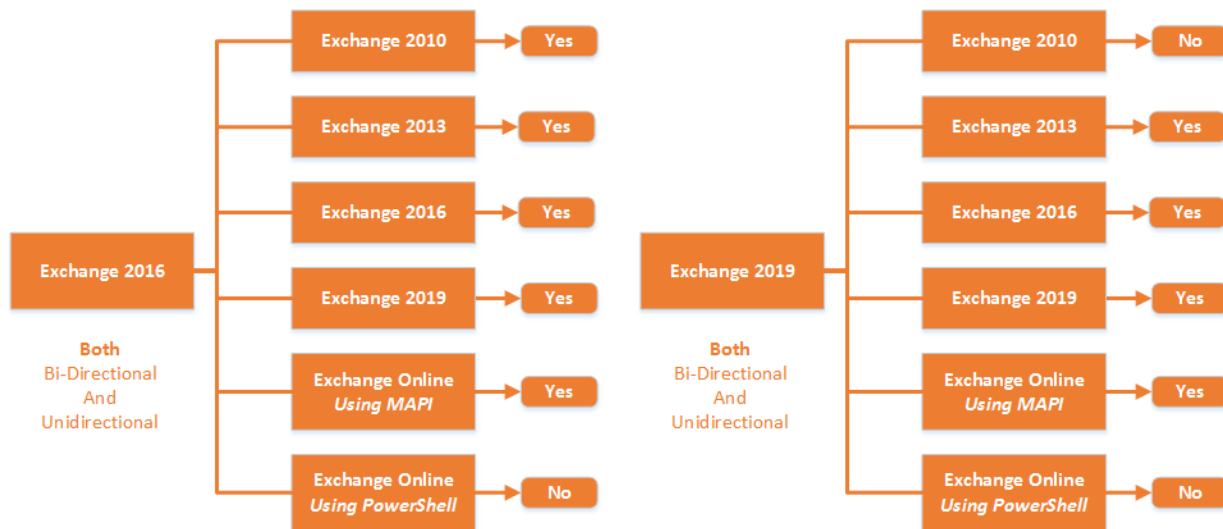 Exchange 2010
Yes
Exchange 2013
Yes
Exchange 2016
Yes
Exchange 2016
Exchange 2019
Yes
Both
Bi-Directional
And
Unidirectional
Exchange Online
Using MAPI
Yes
Exchange Online
Using PowerShell
No
Exchange 2010
No
Exchange 2013
Yes
Exchange 2016
Yes
Exchange 2019
Exchange 2019
Yes
Both
Bi-Directional
And
Unidirectional
Exchange Online
Using MAPI
Yes
Exchange Online
Using PowerShell
No